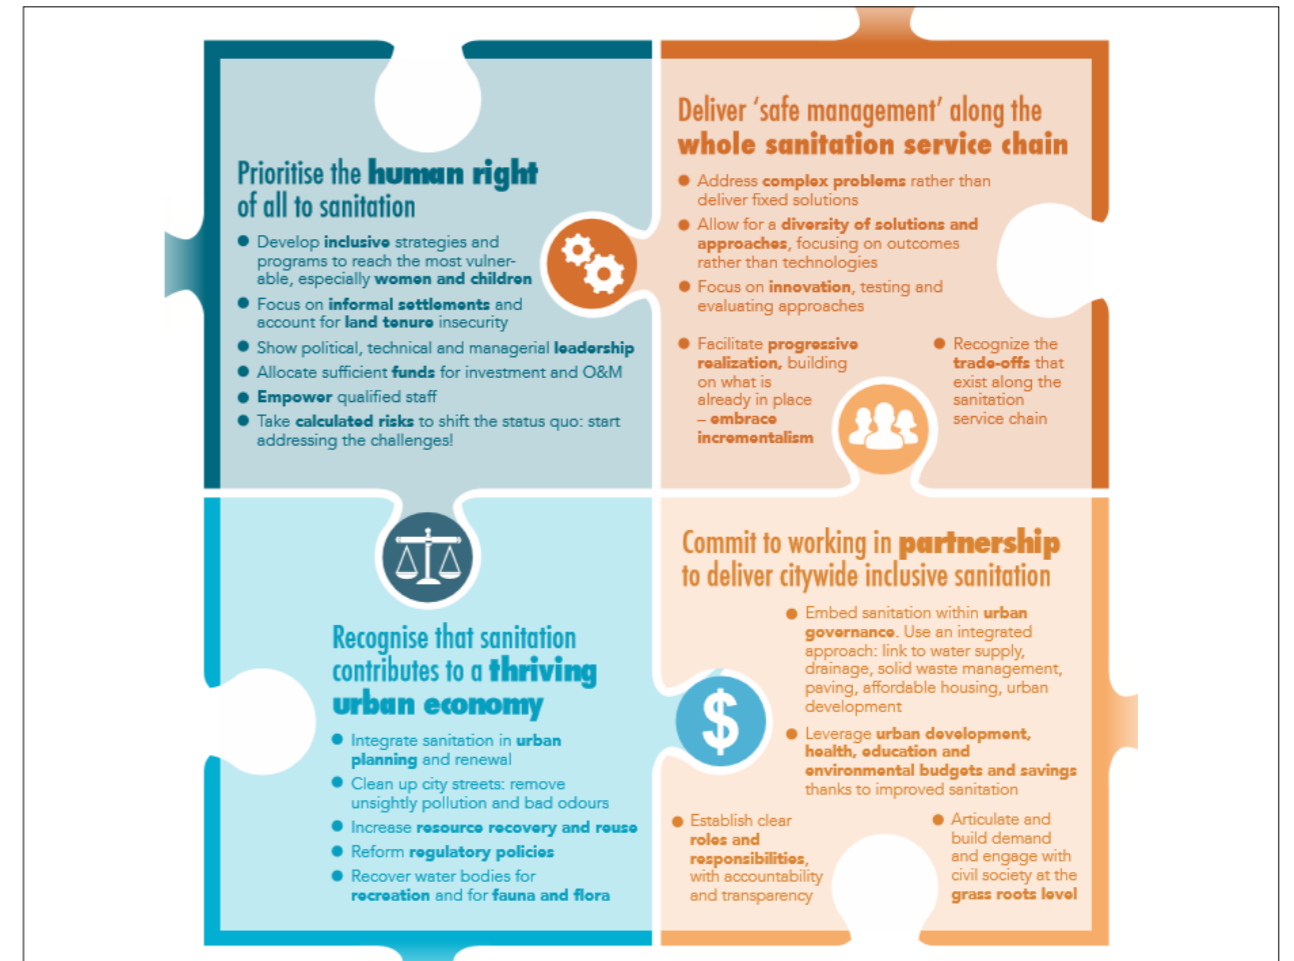 Prioritise the human right
of all to sanitation
● Develop inclusive strategies and
programs to reach the most vulner-
able, especially women and children
● Focus on informal settlements and
account for land tenure insecurity
● Show political, technical and managerial leadership
● Allocate sufficient funds for investment and O&M
● Empower qualified staff
● Take calculated risks to shift the status quo: start
addressing the challenges!
Deliver ‘safe management’ along the
whole sanitation service chain
● Address complex problems rather than
deliver fixed solutions
● Allow for a diversity of solutions and
approaches, focusing on outcomes
rather than technologies
● Focus on innovation, testing and
evaluating approaches
● Facilitate progressive
realization, building
on what is
already in place
– embrace
incrementalism
● Recognize the
trade-offs that
exist along the
sanitation
service chain
Recognise that sanitation
contributes to a thriving
urban economy
● Integrate sanitation in urban
planning and renewal
● Clean up city streets: remove
unsightly pollution and bad odours
● Increase resource recovery and reuse
● Reform regulatory policies
● Recover water bodies for
recreation and for fauna and flora
$
Commit to working in partnership
to deliver citywide inclusive sanitation
● Embed sanitation within urban
governance. Use an integrated
approach: link to water supply,
drainage, solid waste management,
paving, affordable housing, urban
development
● Leverage urban development,
health, education and
environmental budgets and savings
thanks to improved sanitation
● Establish clear
roles and
responsibilities,
with accountability
and transparency
● Articulate and
build demand
and engage with
civil society at the
grass roots level